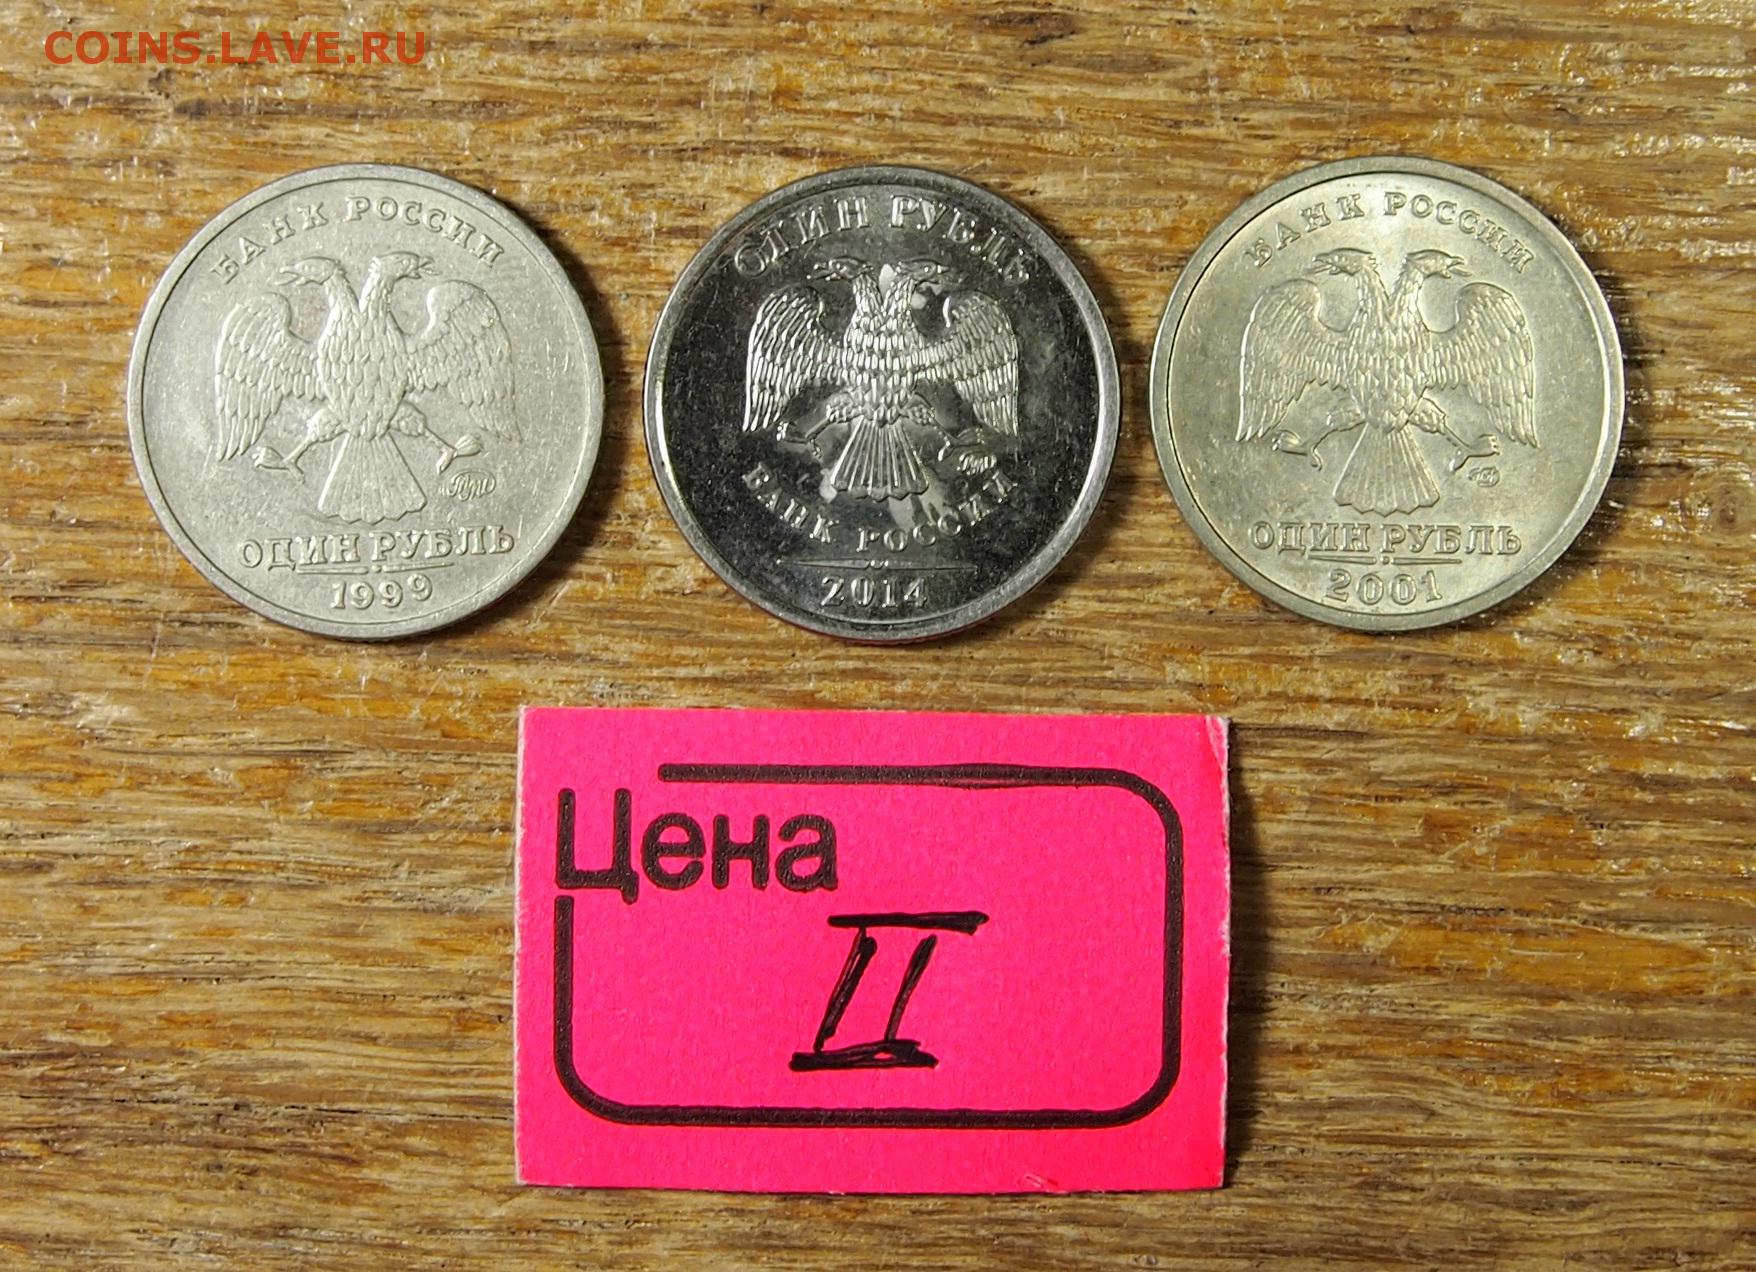 COINS.LAVE.RU
БАНК РОССИИ
ОДИН РУБЛЬ
1999
ОДИН РУБЛЬ
БАНК РОССИИ
2014
БАНК РОССИИ
ОДИН РУБЛЬ
2001
Цена
II